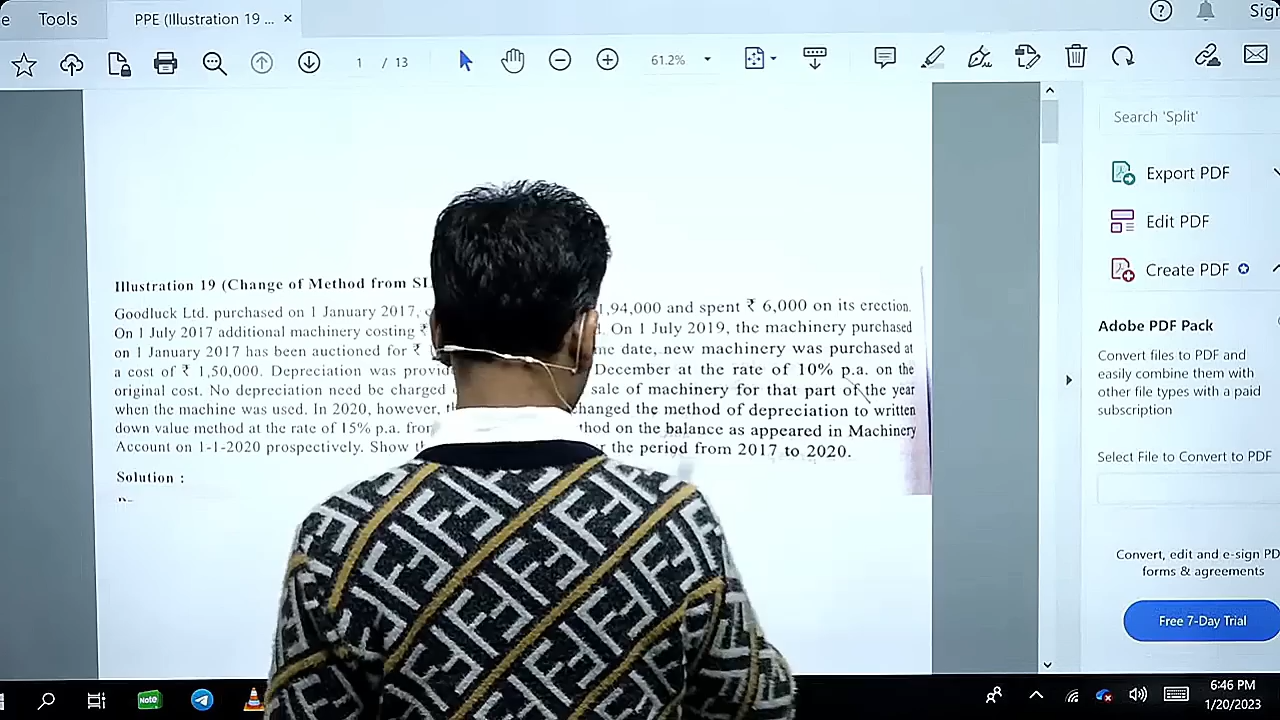 e Tools PPE (Illustration 19 ... × ? Sign
1 / 13 61.2%
Search 'Split'
Export PDF
Edit PDF
Create PDF
Adobe PDF Pack
Convert files to PDF and
easily combine them with
other file types with a paid
subscription
Select File to Convert to PDF
Convert, edit and e-sign PD
forms & agreements
Free 7-Day Trial
Illustration 19 (Change of Method from
Goodluck Ltd. purchased on 1 January 2017, 1,94,000 and spent ₹ 6,000 on its erection.
On 1 July 2017 additional machinery costing ₹ On 1 July 2019, the machinery purchased
on 1 January 2017 has been auctioned for ₹ date, new machinery was purchased at
a cost of ₹ 1,50,000. Depreciation was December at the rate of 10% p.a. on the
original cost. No depreciation need be charged sale of machinery for that part of the year
when the machine was used. In 2020, however, changed the method of depreciation to written
down value method at the rate of 15% p.a. on the balance as appeared in Machinery
Account on 1-1-2020 prospectively. Show the period from 2017 to 2020.
Solution :
Note
6:46 PM
1/20/2023